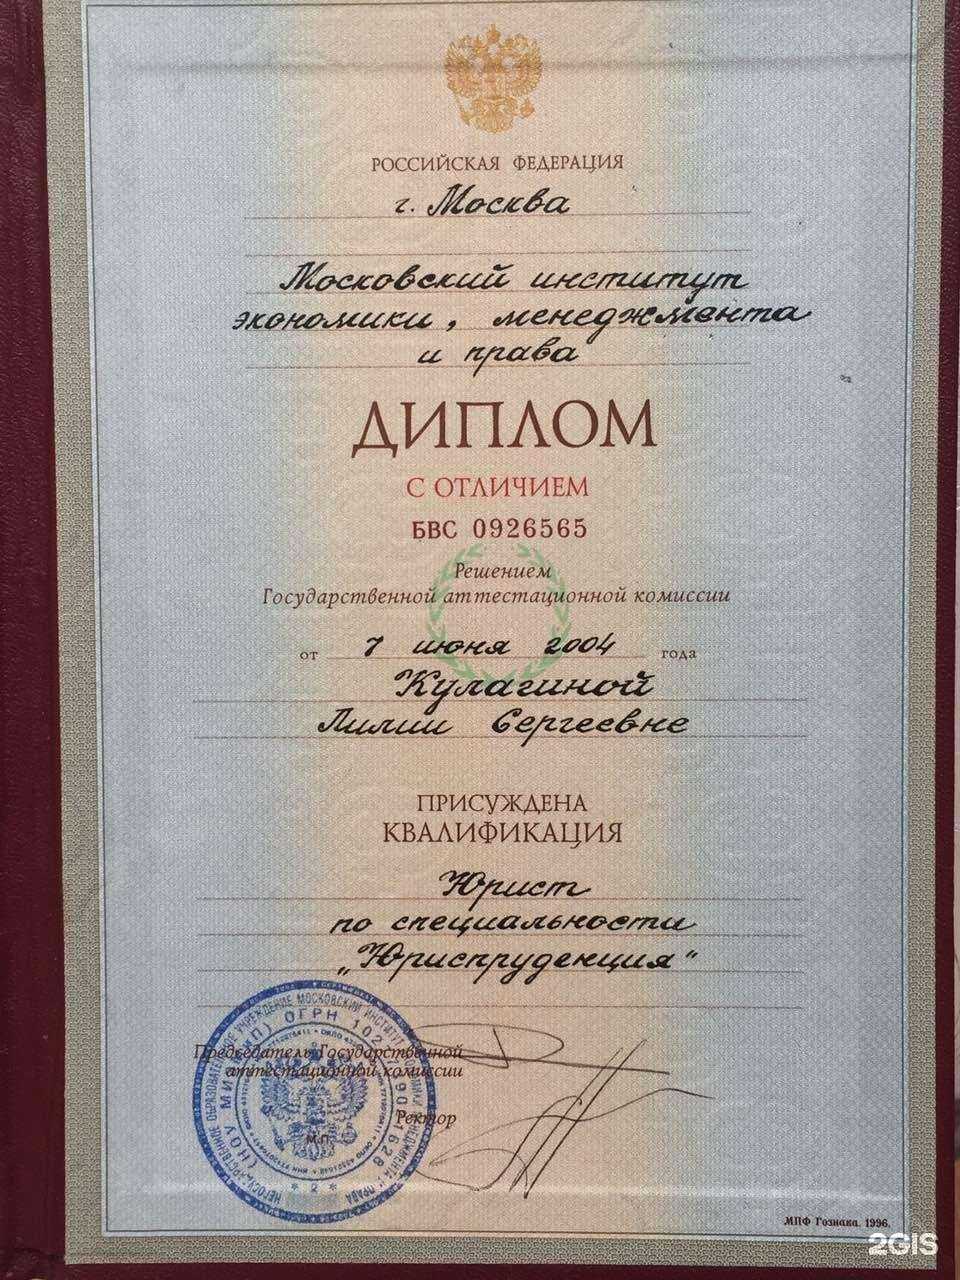 РОССИЙСКАЯ ФЕДЕРАЦИЯ
г. Москва
Московский институт
экономики, менеджмента
и права
ДИПЛОМ
С ОТЛИЧИЕМ
БВС 0926565
Решением
Государственной аттестационной комиссии
от 7 июня 2004 года
Кулагиной
Лилии Сергеевне
ПРИСУЖДЕНА
КВАЛИФИКАЦИЯ
Юрист
по специальности
„Юриспруденция“
Председатель Государственной
аттестационной комиссии
Ректор
М.П.
МПФ Гознака. 1996.
2GIS